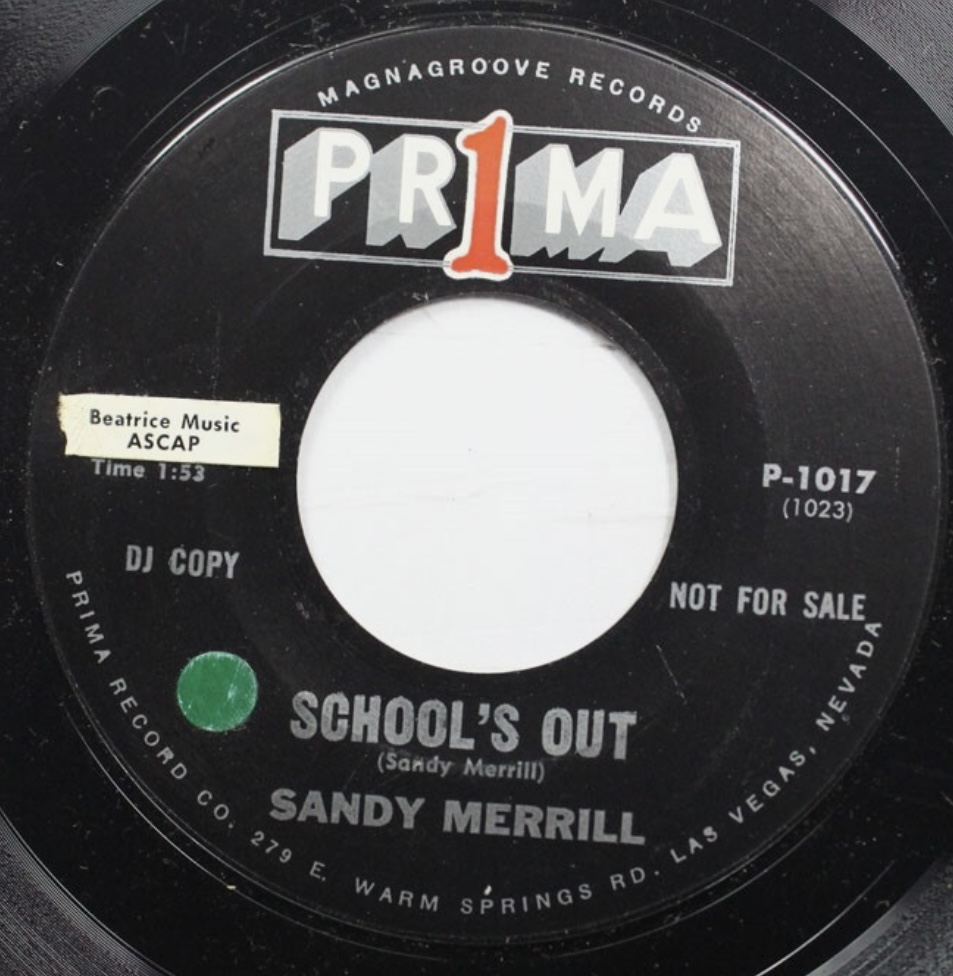 MAGNAGROOVE RECORDS
PR1MA
Beatrice Music
ASCAP
Time 1:53
P-1017
(1023)
DJ COPY
NOT FOR SALE
SCHOOL'S OUT
(Sandy Merrill)
SANDY MERRILL
PRIMA RECORD CO. 279 E. WARM SPRINGS RD. LAS VEGAS, NEVADA